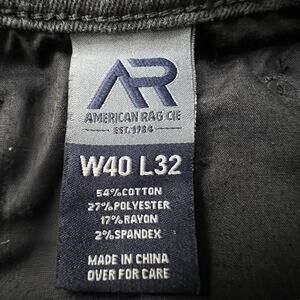 AR
AMERICAN RAG CIE
EST. 1984
W40 L32
54%COTTON
27%POLYESTER
17%RAYON
2%SPANDEX
MADE IN CHINA
OVER FOR CARE